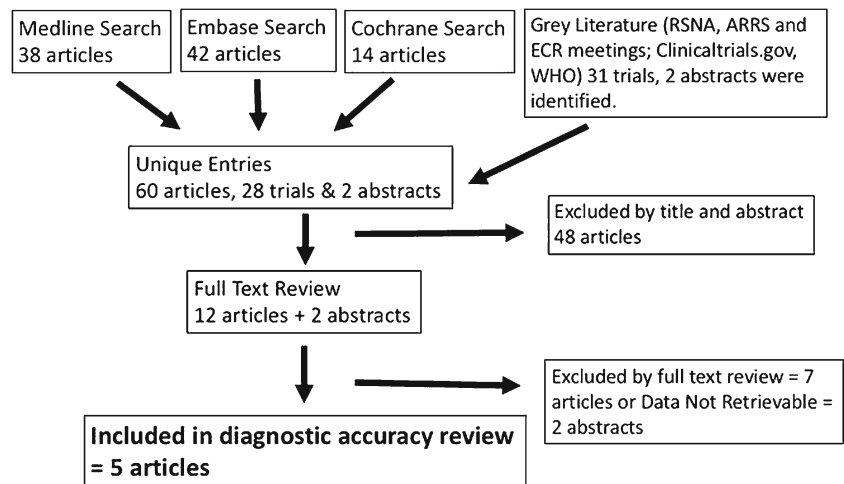 Medline Search
38 articles
Embase Search
42 articles
Cochrane Search
14 articles
Grey Literature (RSNA, ARRS and
ECR meetings; Clinicaltrials.gov,
WHO) 31 trials, 2 abstracts were
identified.
Unique Entries
60 articles, 28 trials & 2 abstracts
Excluded by title and abstract
48 articles
Full Text Review
12 articles + 2 abstracts
Excluded by full text review = 7
articles or Data Not Retrievable =
2 abstracts
Included in diagnostic accuracy review
= 5 articles